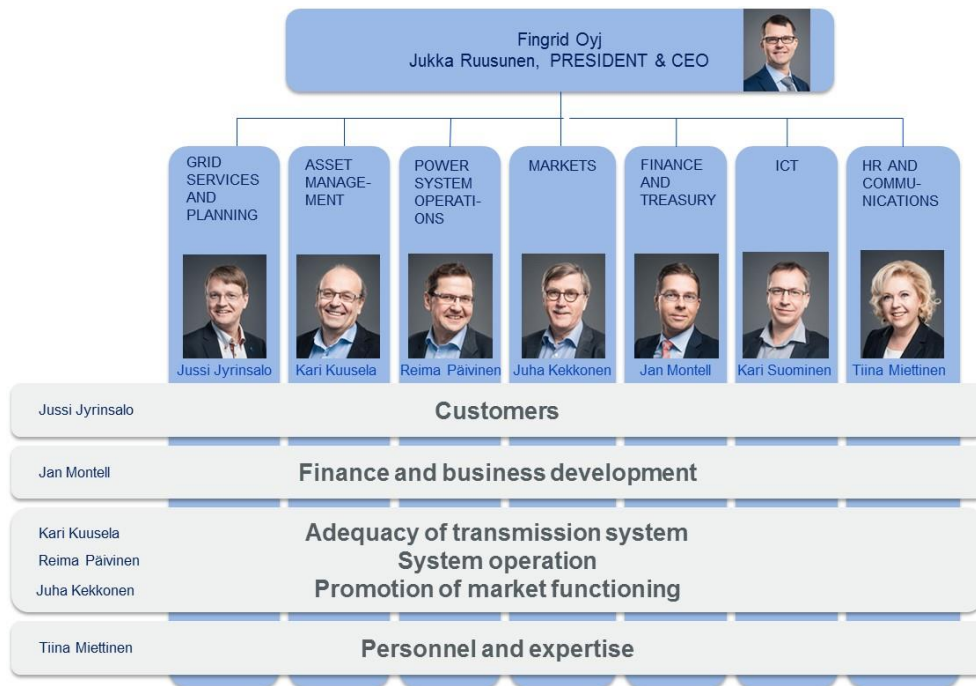 Fingrid Oyj
Jukka Ruusunen, PRESIDENT & CEO
GRID
SERVICES
AND
PLANNING
ASSET
MANAGE-
MENT
POWER
SYSTEM
OPERATI-
ONS
MARKETS
FINANCE
AND
TREASURY
ICT
HR AND
COMMU-
NICATIONS
Jussi Jyrinsalo
Kari Kuusela
Reima Päivinen
Juha Kekkonen
Jan Montell
Kari Suominen
Tiina Miettinen
Jussi Jyrinsalo
Customers
Jan Montell
Finance and business development
Kari Kuusela
Adequacy of transmission system
Reima Päivinen
System operation
Juha Kekkonen
Promotion of market functioning
Tiina Miettinen
Personnel and expertise